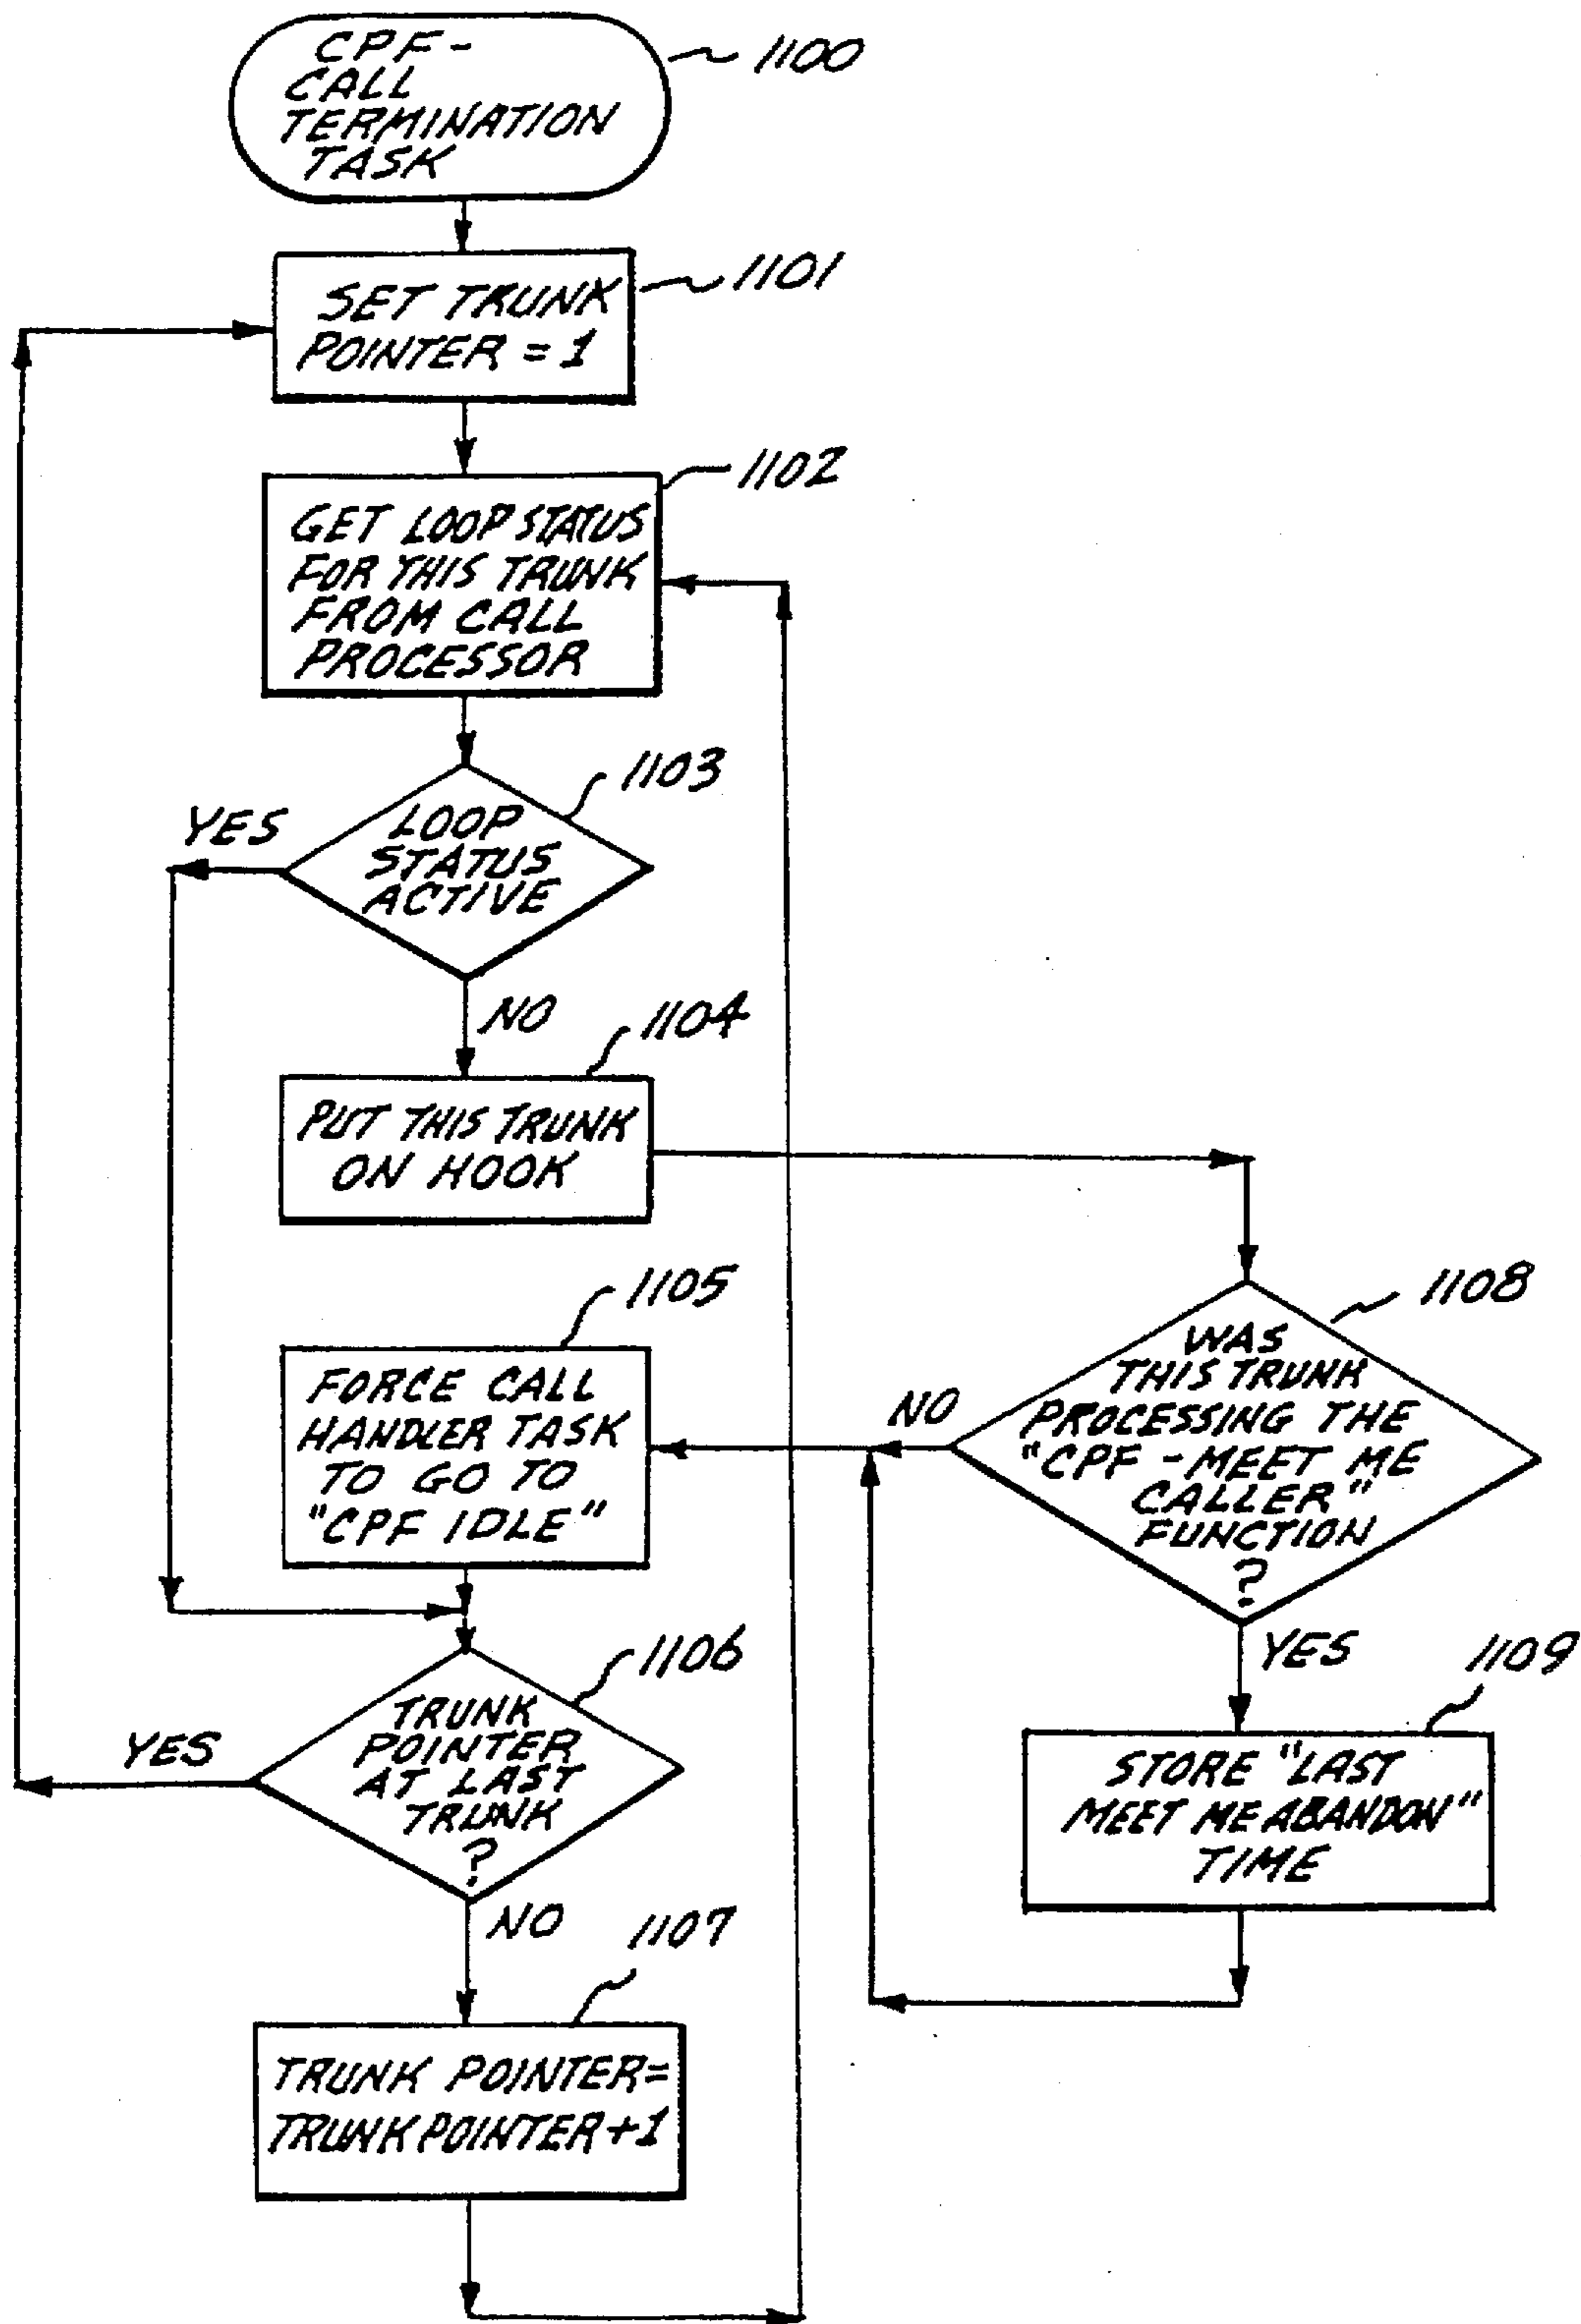 CPF-
CALL
TERMINATION
TASK
1100
SET TRUNK
POINTER = 1
1101
GET LOOP STATUS
FOR THIS TRUNK
FROM CALL
PROCESSOR
1102
LOOP
STATUS
ACTIVE
1103
YES
NO
PUT THIS TRUNK
ON HOOK
1104
FORCE CALL
HANDLER TASK
TO GO TO
"CPF IDLE"
1105
WAS
THIS TRUNK
PROCESSING THE
"CPF - MEET ME
CALLER"
FUNCTION
?
1108
NO
YES
STORE "LAST
MEET ME ABANDON"
TIME
1109
TRUNK
POINTER
AT LAST
TRUNK
?
1106
YES
NO
TRUNK POINTER=
TRUNK POINTER+1
1107